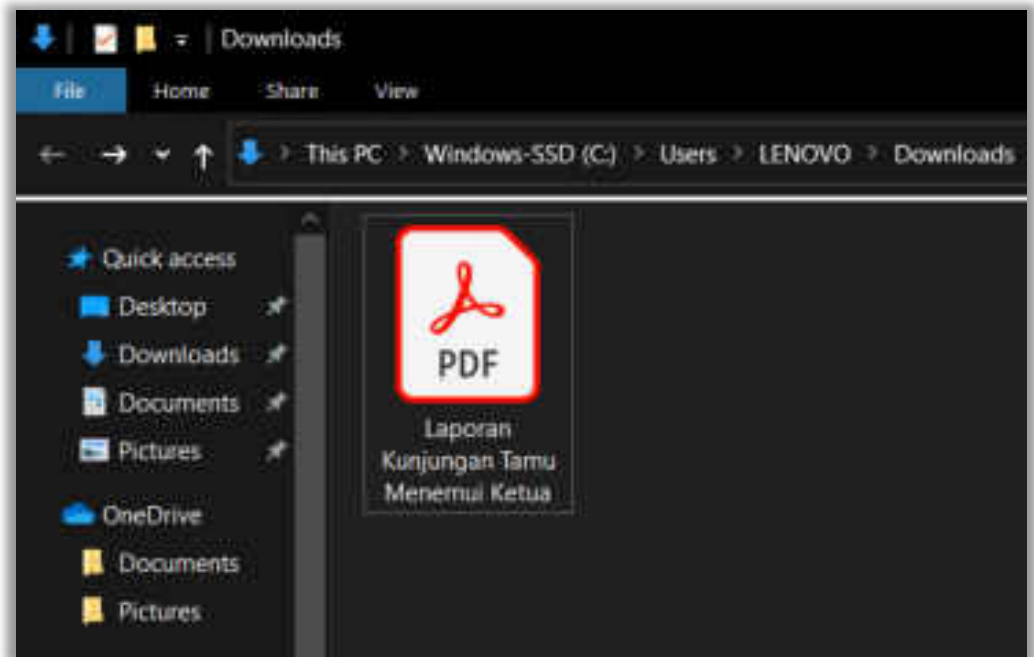 Downloads
File Home Share View
This PC > Windows-SSD (C:) > Users > LENOVO > Downloads
Quick access
Desktop
Downloads
Documents
Pictures
OneDrive
Documents
Pictures
PDF
Laporan
Kunjungan Tamu
Menemui Ketua